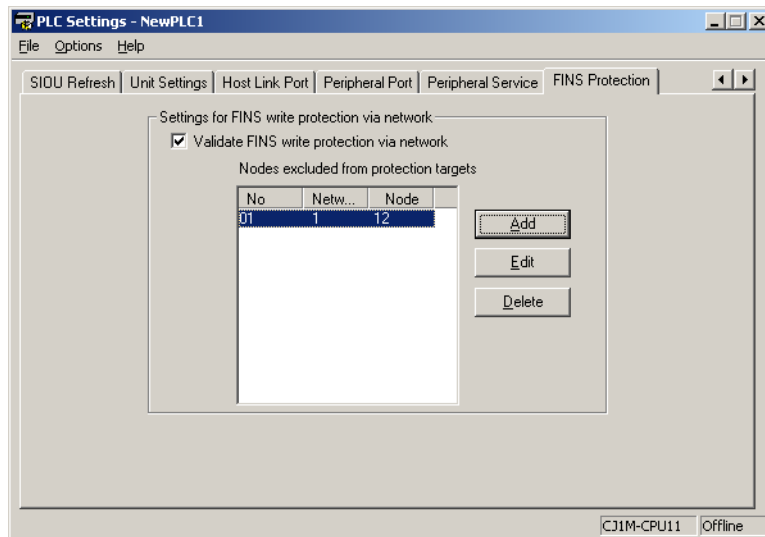 PLC Settings - NewPLC1
File Options Help
SIOU Refresh Unit Settings Host Link Port Peripheral Port Peripheral Service FINS Protection
Settings for FINS write protection via network
Validate FINS write protection via network
Nodes excluded from protection targets
No Netw... Node
01 1 12
Add
Edit
Delete
CJ1M-CPU11 Offline